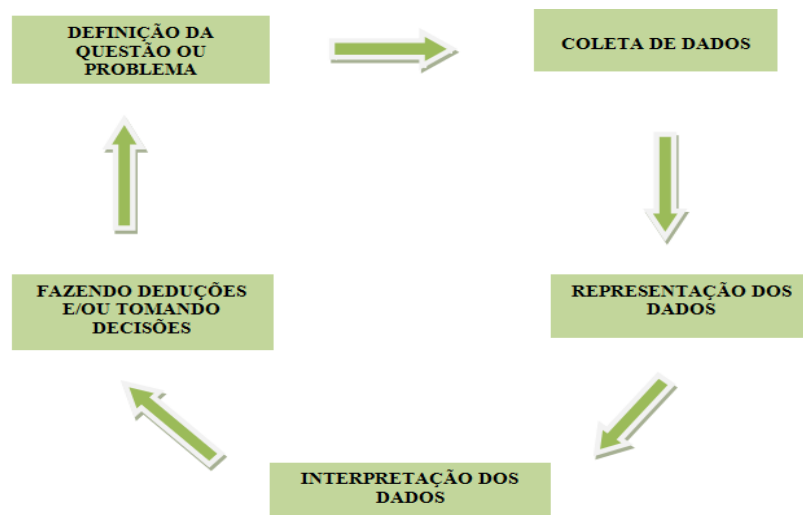 DEFINIÇÃO DA
QUESTÃO OU
PROBLEMA
COLETA DE DADOS
REPRESENTAÇÃO DOS
DADOS
INTERPRETAÇÃO DOS
DADOS
FAZENDO DEDUÇÕES
E/OU TOMANDO
DECISÕES